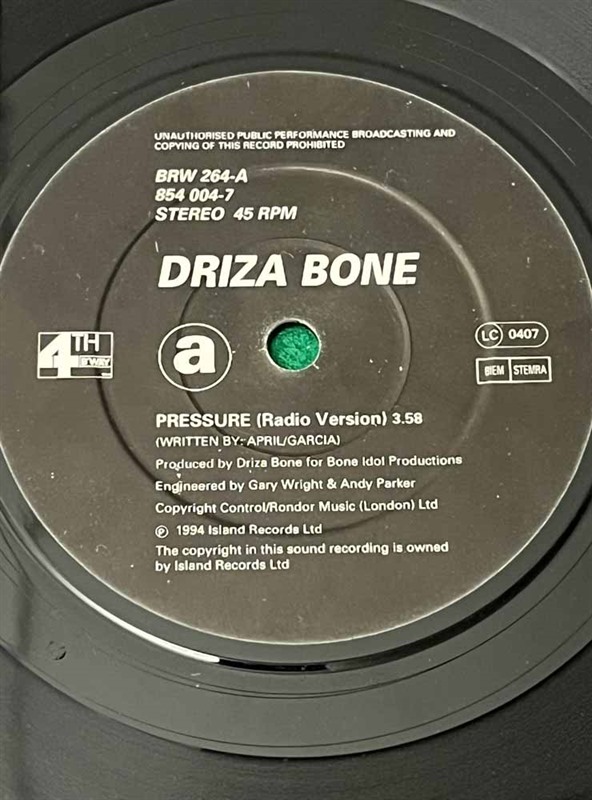 UNAUTHORISED PUBLIC PERFORMANCE BROADCASTING AND
COPYING OF THIS RECORD PROHIBITED
BRW 264-A
854 004-7
STEREO 45 RPM
DRIZA BONE
4TH
B'WAY
a
LC 0407
BIEM STEMRA
PRESSURE (Radio Version) 3.58
(WRITTEN BY: APRIL/GARCIA)
Produced by Driza Bone for Bone Idol Productions
Engineered by Gary Wright & Andy Parker
Copyright Control/Rondor Music (London) Ltd
℗ 1994 Island Records Ltd
The copyright in this sound recording is owned
by Island Records Ltd